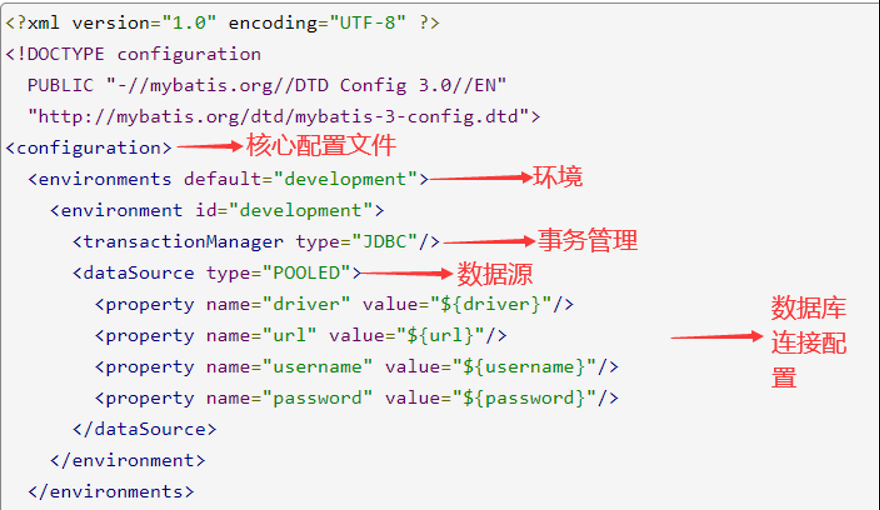 <?xml version="1.0" encoding="UTF-8" ?>
<!DOCTYPE configuration
PUBLIC "-//mybatis.org//DTD Config 3.0//EN"
"http://mybatis.org/dtd/mybatis-3-config.dtd">
<configuration> 核心配置文件
<environments default="development"> 环境
<environment id="development">
<transactionManager type="JDBC"/> 事务管理
<dataSource type="POOLED"> 数据源
<property name="driver" value="${driver}"/>
<property name="url" value="${url}"/>
<property name="username" value="${username}"/>
<property name="password" value="${password}"/>
数据库
连接配
置
</dataSource>
</environment>
</environments>